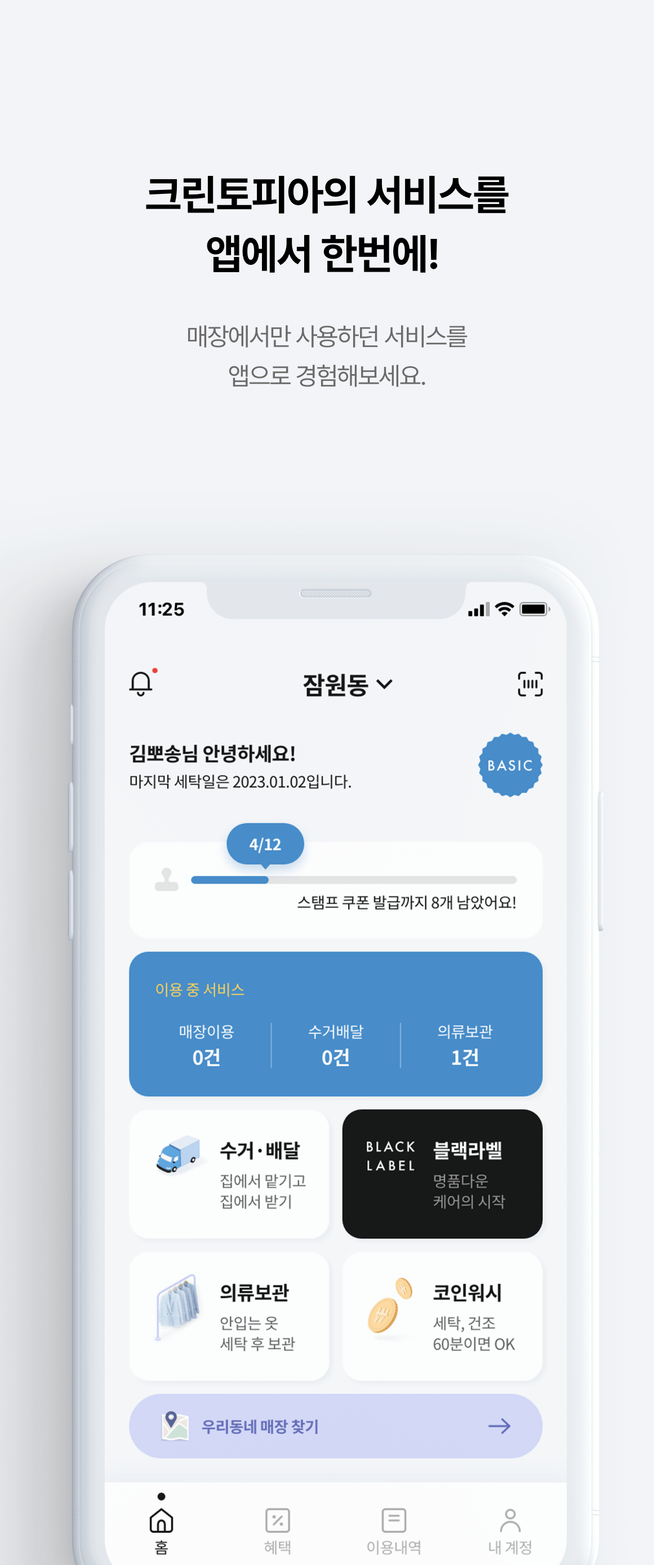 크린토피아의 서비스를
앱에서 한번에!
매장에서만 사용하던 서비스를
앱으로 경험해보세요.
11:25
잠원동
김뽀송님 안녕하세요!
마지막 세탁일은 2023.01.02입니다.
BASIC
4/12
스탬프 쿠폰 발급까지 8개 남았어요!
이용 중 서비스
매장이용 수거배달 의류보관
0건 0건 1건
수거·배달
집에서 맡기고
집에서 받기
BLACK
LABEL
블랙라벨
명품다운
케어의 시작
의류보관
안입는 옷
세탁 후 보관
코인워시
세탁, 건조
60분이면 OK
우리동네 매장 찾기
홈 혜택 이용내역 내 계정